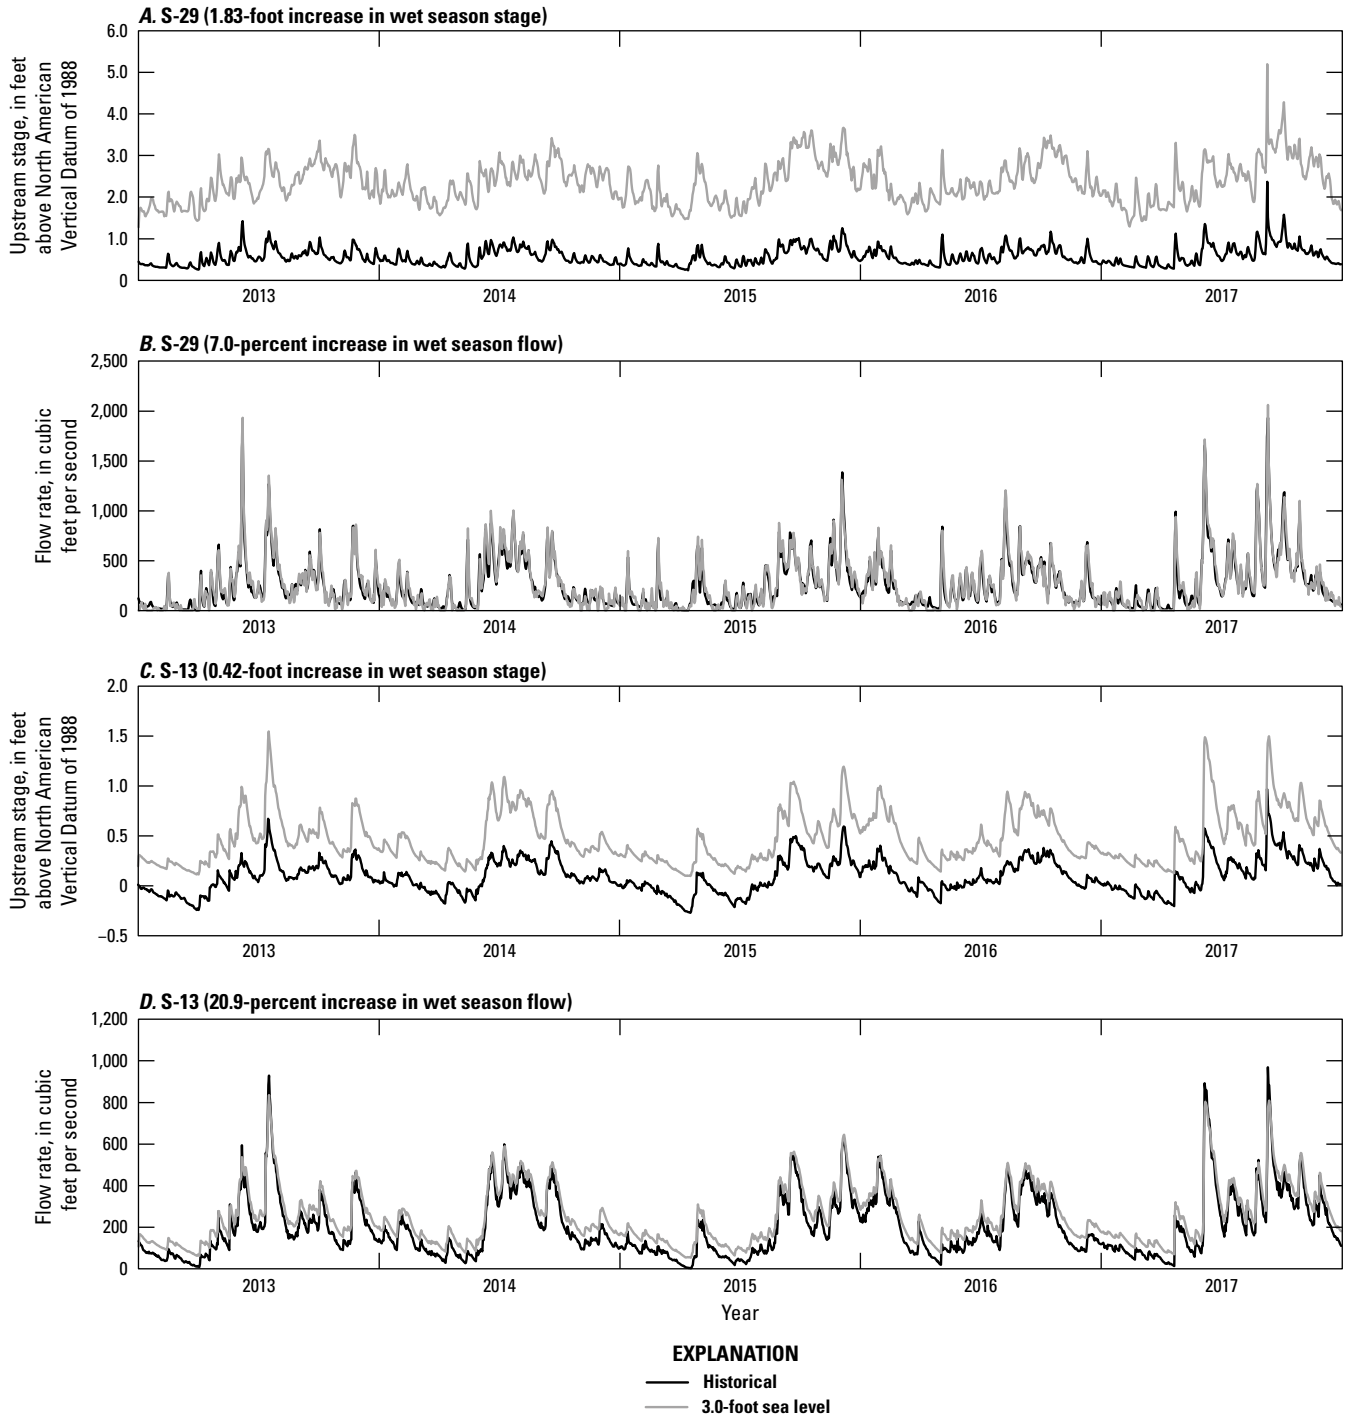 A. S-29 (1.83-foot increase in wet season stage)
Upstream stage, in feet
above North American
Vertical Datum of 1988
6.0
5.0
4.0
3.0
2.0
1.0
0
2013 2014 2015 2016 2017
B. S-29 (7.0-percent increase in wet season flow)
Flow rate, in cubic
feet per second
2,500
2,000
1,500
1,000
500
0
2013 2014 2015 2016 2017
C. S-13 (0.42-foot increase in wet season stage)
Upstream stage, in feet
above North American
Vertical Datum of 1988
2.0
1.5
1.0
0.5
0
−0.5
2013 2014 2015 2016 2017
D. S-13 (20.9-percent increase in wet season flow)
Flow rate, in cubic
feet per second
1,200
1,000
800
600
400
200
0
2013 2014 2015 2016 2017
Year
EXPLANATION
Historical
3.0-foot sea level